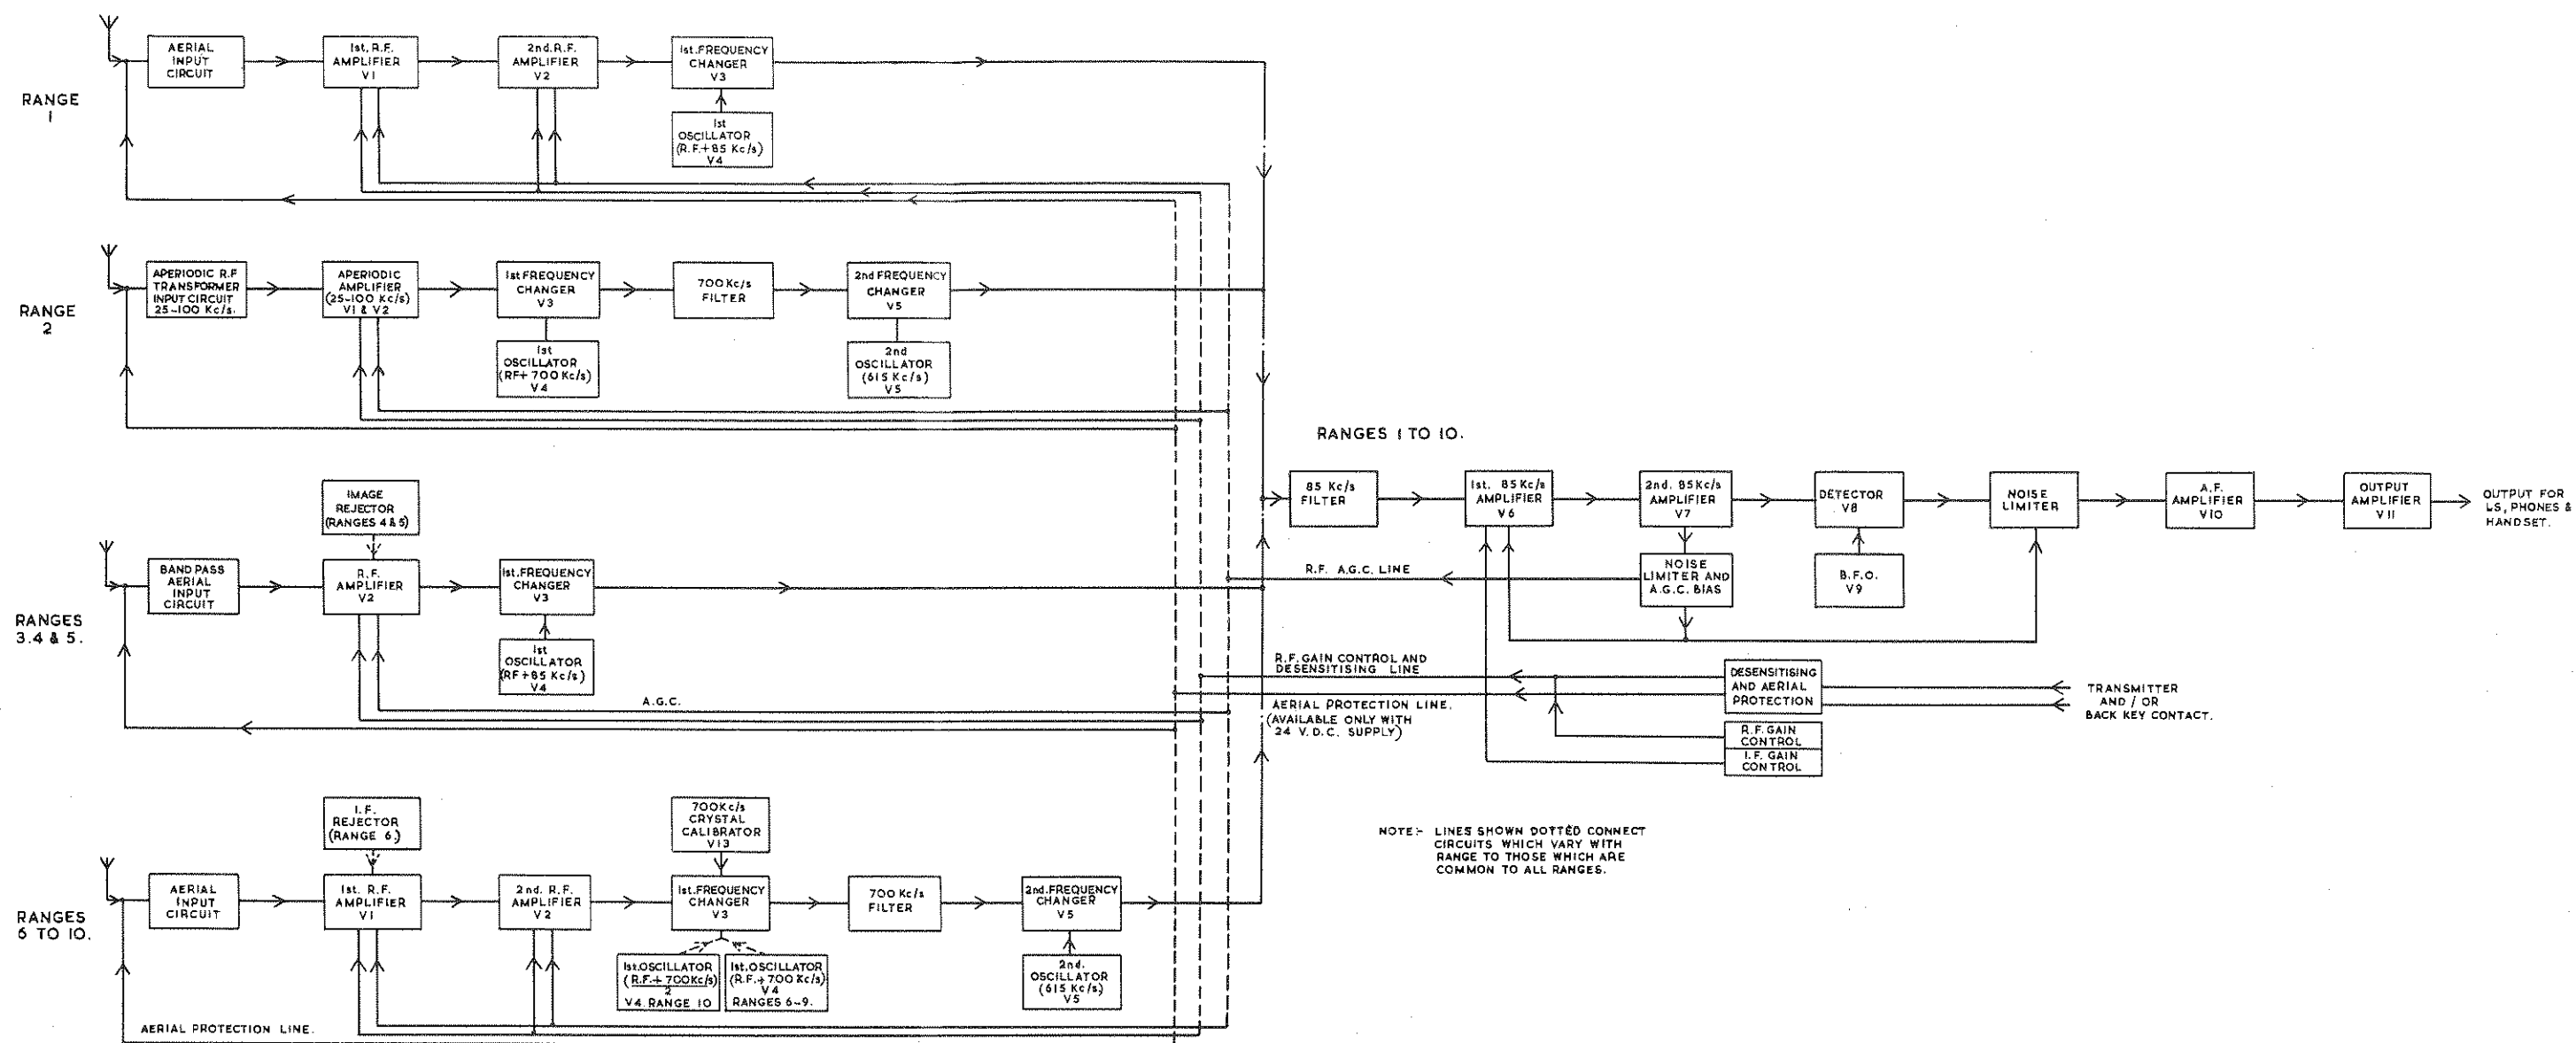 RANGE
1
AERIAL
INPUT
CIRCUIT
1st. R.F.
AMPLIFIER
V1
2nd. R.F.
AMPLIFIER
V2
1st. FREQUENCY
CHANGER
V3
1st
OSCILLATOR
(R.F.+85 Kc/s)
V4
RANGE
2
APERIODIC R.F
TRANSFORMER
INPUT CIRCUIT
25-100 Kc/s.
APERIODIC
AMPLIFIER
(25-100 Kc/s)
V1 & V2
1st FREQUENCY
CHANGER
V3
1st
OSCILLATOR
(RF+ 700 Kc/s)
V4
700 Kc/s
FILTER
2nd FREQUENCY
CHANGER
V5
2nd
OSCILLATOR
(615 Kc/s)
V5
RANGES
3.4 & 5.
IMAGE
REJECTOR
(RANGES 4 & 5)
BAND PASS
AERIAL
INPUT
CIRCUIT
R.F.
AMPLIFIER
V2
1st. FREQUENCY
CHANGER
V3
1st
OSCILLATOR
(RF+85 Kc/s)
V4
A.G.C.
RANGES
6 TO 10.
I.F.
REJECTOR
(RANGE 6.)
700Kc/s
CRYSTAL
CALIBRATOR
V13
AERIAL
INPUT
CIRCUIT
1st. R.F.
AMPLIFIER
V1
2nd. R.F.
AMPLIFIER
V2
1st. FREQUENCY
CHANGER
V3
700 Kc/s
FILTER
2nd. FREQUENCY
CHANGER
V5
1st. OSCILLATOR
(R.F.+ 700Kc/s)
2
V4. RANGE 10
1st. OSCILLATOR
(R.F.+700 Kc/s)
V4
RANGES 6-9.
2nd.
OSCILLATOR
(615 Kc/s)
V5
AERIAL PROTECTION LINE.
RANGES 1 TO 10.
85 Kc/s
FILTER
1st. 85 Kc/s
AMPLIFIER
V6
2nd. 85Kc/s
AMPLIFIER
V7
DETECTOR
V8
NOISE
LIMITER
A.F.
AMPLIFIER
V10
OUTPUT
AMPLIFIER
V11
OUTPUT FOR
LS, PHONES &
HANDSET.
R.F. A.G.C. LINE
NOISE
LIMITER AND
A.G.C. BIAS
B.F.O.
V9
R.F. GAIN CONTROL AND
DESENSITISING LINE
AERIAL PROTECTION LINE.
(AVAILABLE ONLY WITH
24 V. D.C. SUPPLY)
DESENSITISING
AND AERIAL
PROTECTION
TRANSMITTER
AND / OR
BACK KEY CONTACT.
R.F. GAIN
CONTROL
I.F. GAIN
CONTROL
NOTE:- LINES SHOWN DOTTED CONNECT
CIRCUITS WHICH VARY WITH
RANGE TO THOSE WHICH ARE
COMMON TO ALL RANGES.